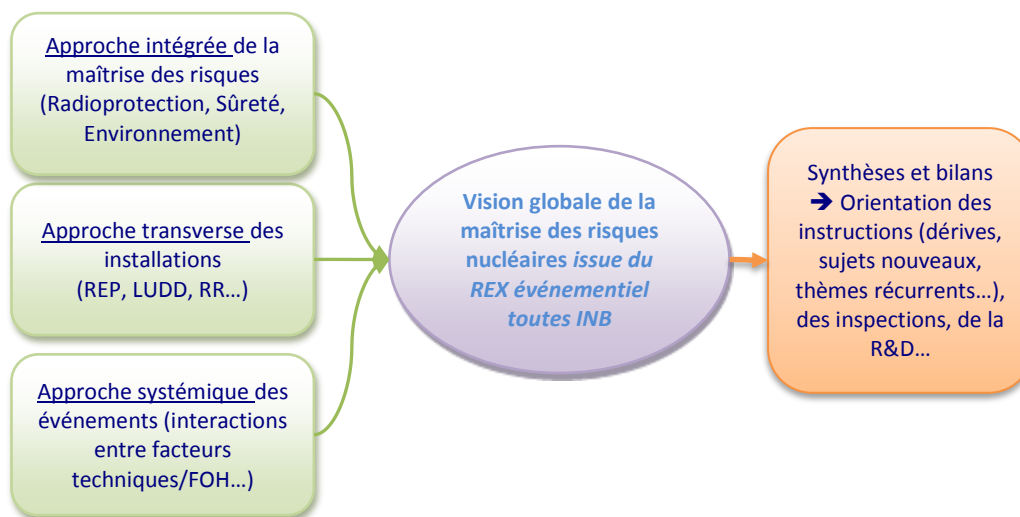 Approche intégrée de la
maîtrise des risques
(Radioprotection, Sûreté,
Environnement)
Approche transverse des
installations
(REP, LUDD, RR…)
Approche systémique des
événements (interactions
entre facteurs
techniques/FOH…)
Vision globale de la
maîtrise des risques
nucléaires issue du
REX événementiel
toutes INB
Synthèses et bilans
➔ Orientation des
instructions (dérives,
sujets nouveaux,
thèmes récurrents…),
des inspections, de la
R&D…